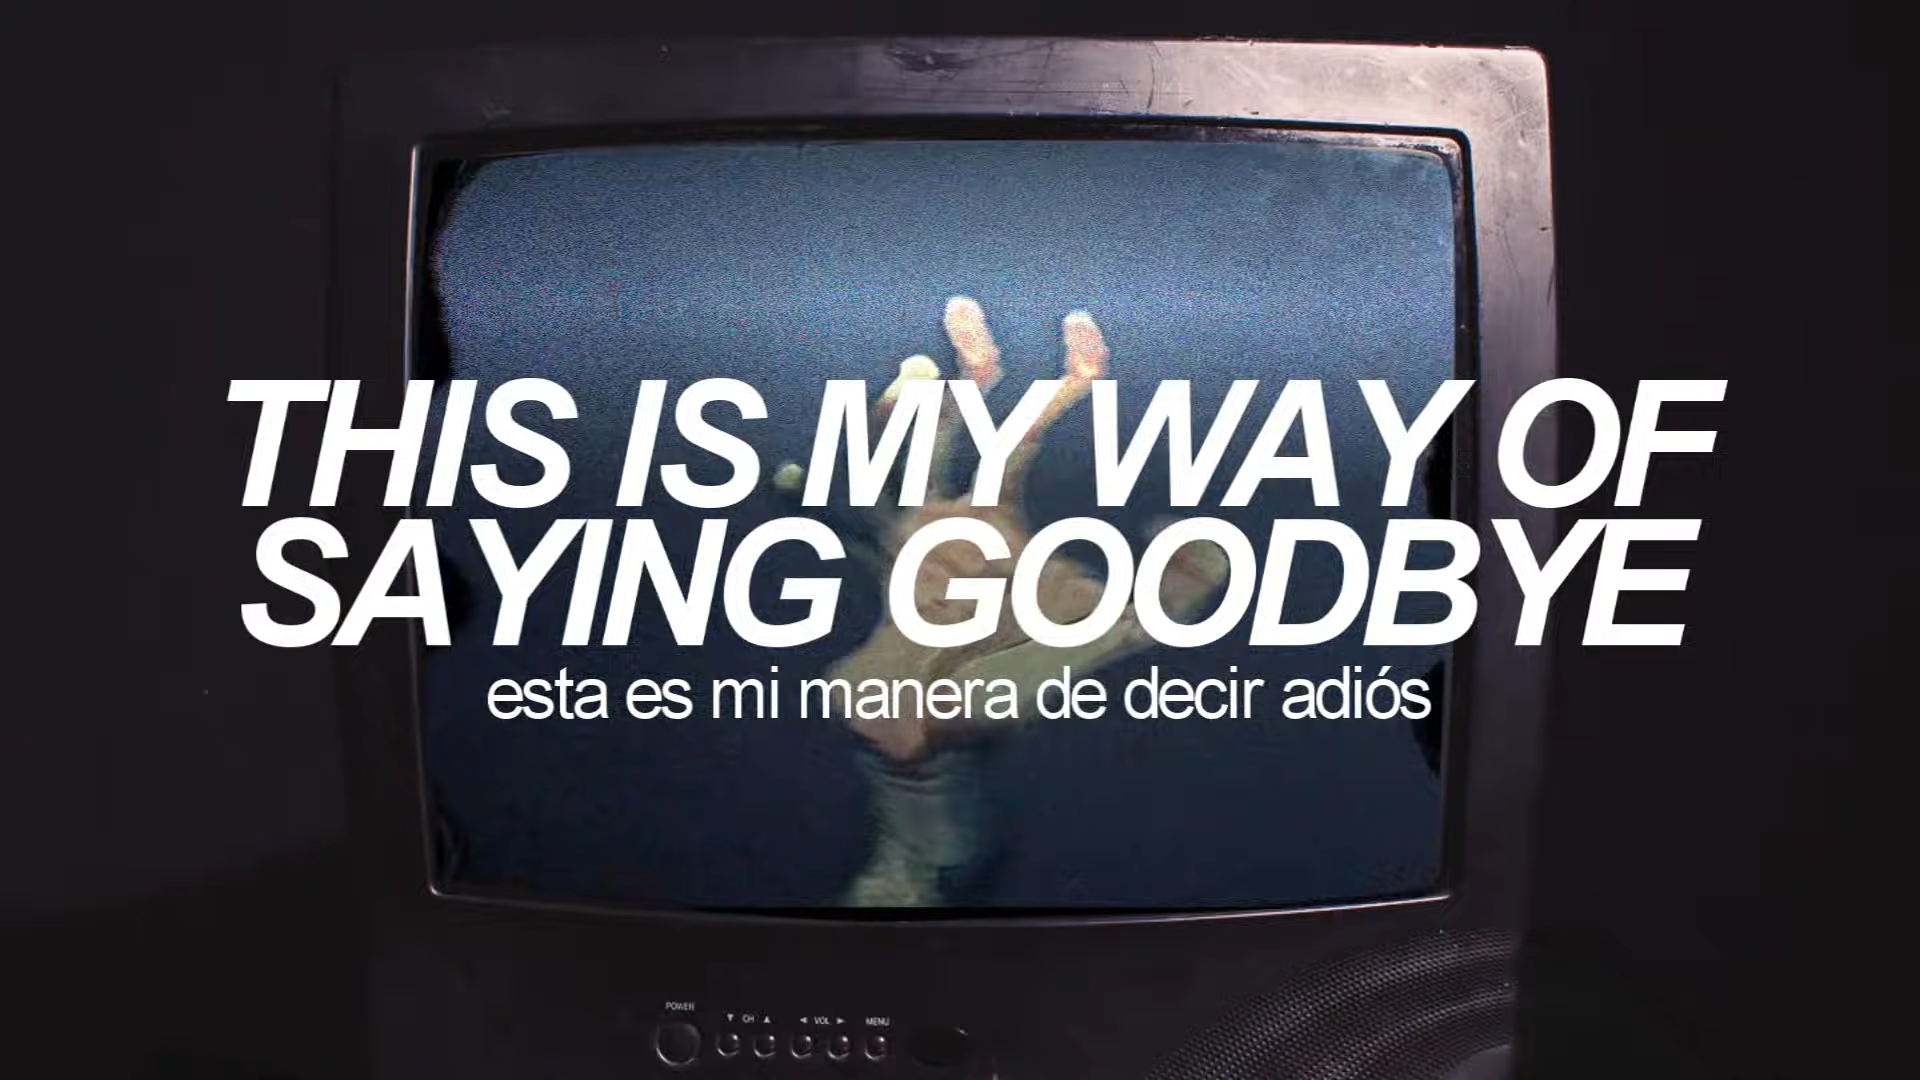 THIS IS MY WAY OF
SAYING GOODBYE
esta es mi manera de decir adiós
POWER
▼ CH ▲
◄ VOL ►
MENU